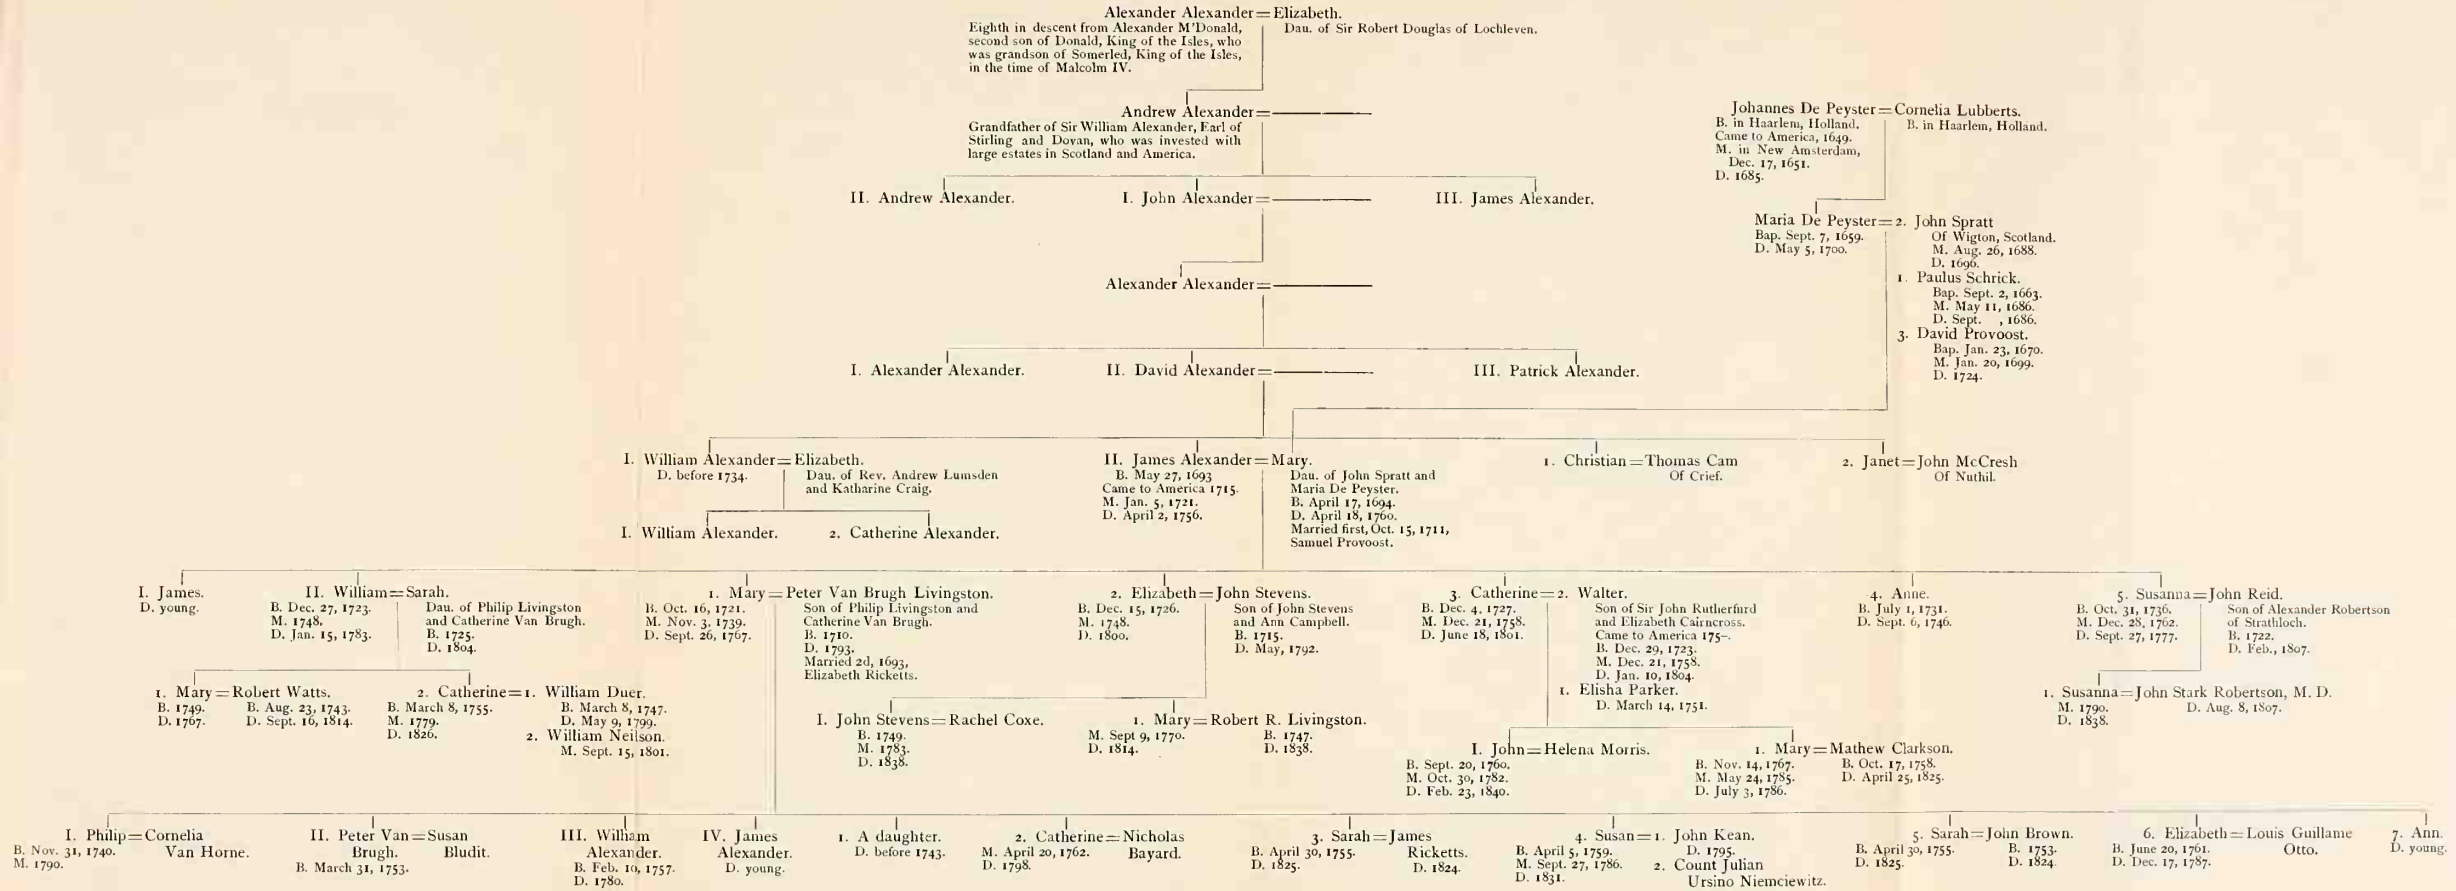 Alexander Alexander = Elizabeth.
Eighth in descent from Alexander M'Donald,
second son of Donald, King of the Isles, who
was grandson of Somerled, King of the Isles,
in the time of Malcolm IV.
Dau. of Sir Robert Douglas of Lochleven.
Andrew Alexander =
Grandfather of Sir William Alexander, Earl of
Stirling and Dovan, who was invested with
large estates in Scotland and America.
Johannes De Peyster = Cornelia Lubberts.
B. in Haarlem, Holland.
Came to America, 1649.
M. in New Amsterdam,
Dec. 17, 1651.
D. 1685.
B. in Haarlem, Holland.
II. Andrew Alexander.
I. John Alexander =
III. James Alexander.
Maria De Peyster = 2. John Spratt
Bap. Sept. 7, 1659.
D. May 5, 1700.
Of Wigton, Scotland.
M. Aug. 26, 1688.
D. 1696.
1. Paulus Schrick.
Bap. Sept. 2, 1663.
M. May 11, 1686.
D. Sept. , 1686.
3. David Provoost.
Bap. Jan. 23, 1670.
M. Jan. 20, 1699.
D. 1724.
Alexander Alexander =
I. Alexander Alexander.
II. David Alexander =
III. Patrick Alexander.
I. William Alexander = Elizabeth.
D. before 1734.
Dau. of Rev. Andrew Lumsden
and Katharine Craig.
II. James Alexander = Mary.
B. May 27, 1693
Came to America 1715.
M. Jan. 5, 1721.
D. April 2, 1756.
Dau. of John Spratt and
Maria De Peyster.
B. April 17, 1694.
D. April 18, 1760.
Married first, Oct. 15, 1711,
Samuel Provoost.
1. Christian = Thomas Cam
Of Crief.
2. Janet = John McCresh
Of Nuthil.
I. William Alexander.
2. Catherine Alexander.
I. James.
D. young.
II. William = Sarah.
B. Dec. 27, 1723.
M. 1748.
D. Jan. 15, 1783.
Dau. of Philip Livingston
and Catherine Van Brugh.
B. 1725.
D. 1804.
1. Mary = Peter Van Brugh Livingston.
B. Oct. 16, 1721.
M. Nov. 3, 1739.
D. Sept. 26, 1767.
Son of Philip Livingston and
Catherine Van Brugh.
B. 1710.
D. 1793.
Married 2d, 1693,
Elizabeth Ricketts.
2. Elizabeth = John Stevens.
B. Dec. 15, 1726.
M. 1748.
D. 1800.
Son of John Stevens
and Ann Campbell.
B. 1715.
D. May, 1792.
3. Catherine = 2. Walter.
B. Dec. 4, 1727.
M. Dec. 21, 1758.
D. June 18, 1801.
Son of Sir John Rutherfurd
and Elizabeth Cairncross.
Came to America 175–.
B. Dec. 29, 1723.
M. Dec. 21, 1758.
D. Jan. 10, 1804.
1. Elisha Parker.
D. March 14, 1751.
4. Anne.
B. July 1, 1731.
D. Sept. 6, 1746.
5. Susanna = John Reid.
B. Oct. 31, 1736.
M. Dec. 28, 1762.
D. Sept. 27, 1777.
Son of Alexander Robertson
of Strathloch.
B. 1722.
D. Feb., 1807.
1. Mary = Robert Watts.
B. 1749.
D. 1767.
B. Aug. 23, 1743.
D. Sept. 16, 1814.
2. Catherine = 1. William Duer.
B. March 8, 1755.
M. 1779.
D. 1826.
B. March 8, 1747.
D. May 9, 1799.
2. William Neilson.
M. Sept. 15, 1801.
I. John Stevens = Rachel Coxe.
B. 1749.
M. 1783.
D. 1838.
1. Mary = Robert R. Livingston.
M. Sept 9, 1770.
D. 1814.
B. 1747.
D. 1838.
I. John = Helena Morris.
B. Sept. 20, 1760.
M. Oct. 30, 1782.
D. Feb. 23, 1840.
1. Mary = Mathew Clarkson.
B. Nov. 14, 1767.
M. May 24, 1785.
D. July 3, 1786.
B. Oct. 17, 1758.
D. April 25, 1825.
1. Susanna = John Stark Robertson, M. D.
M. 1790.
D. 1838.
D. Aug. 8, 1807.
I. Philip = Cornelia
Van Horne.
B. Nov. 31, 1740.
M. 1790.
II. Peter Van = Susan
Brugh. Bludit.
B. March 31, 1753.
III. William
Alexander.
B. Feb. 10, 1757.
D. 1780.
IV. James
Alexander.
D. young.
1. A daughter.
D. before 1743.
2. Catherine = Nicholas
Bayard.
M. April 20, 1762.
D. 1798.
3. Sarah = James
Ricketts.
B. April 30, 1755.
D. 1825.
D. 1824.
4. Susan = 1. John Kean.
B. April 5, 1759.
M. Sept. 27, 1786.
D. 1831.
D. 1795.
2. Count Julian
Ursino Niemciewitz.
5. Sarah = John Brown.
B. April 30, 1755.
D. 1825.
B. 1753.
D. 1824.
6. Elizabeth = Louis Guillame
Otto.
B. June 20, 1761.
D. Dec. 17, 1787.
7. Ann.
D. young.